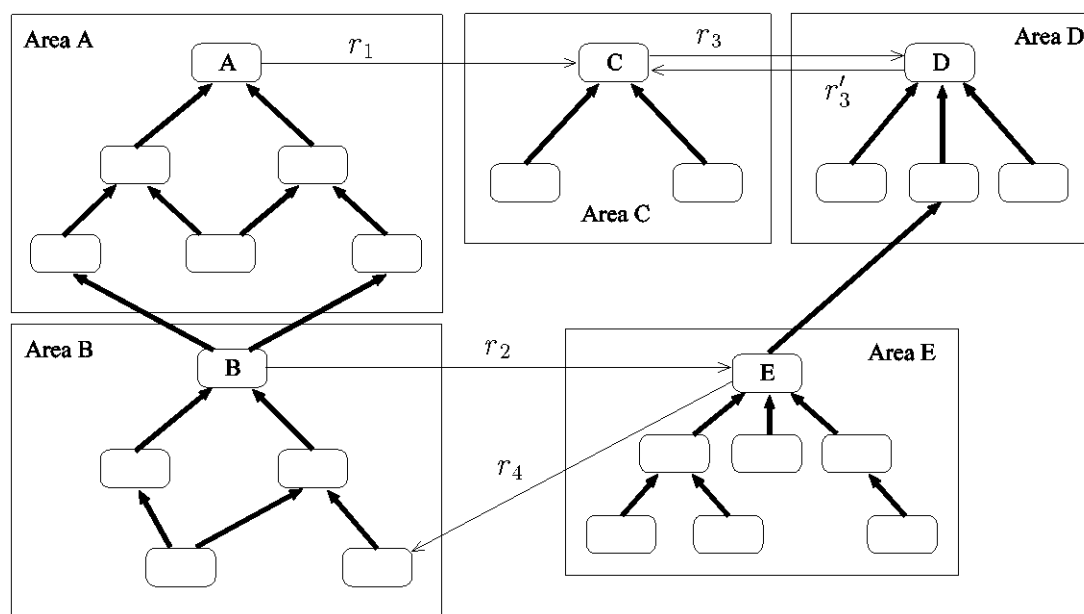 Area A
A
r₁
C
r₃
r′₃
Area C
Area D
D
Area B
B
r₂
r₄
Area E
E